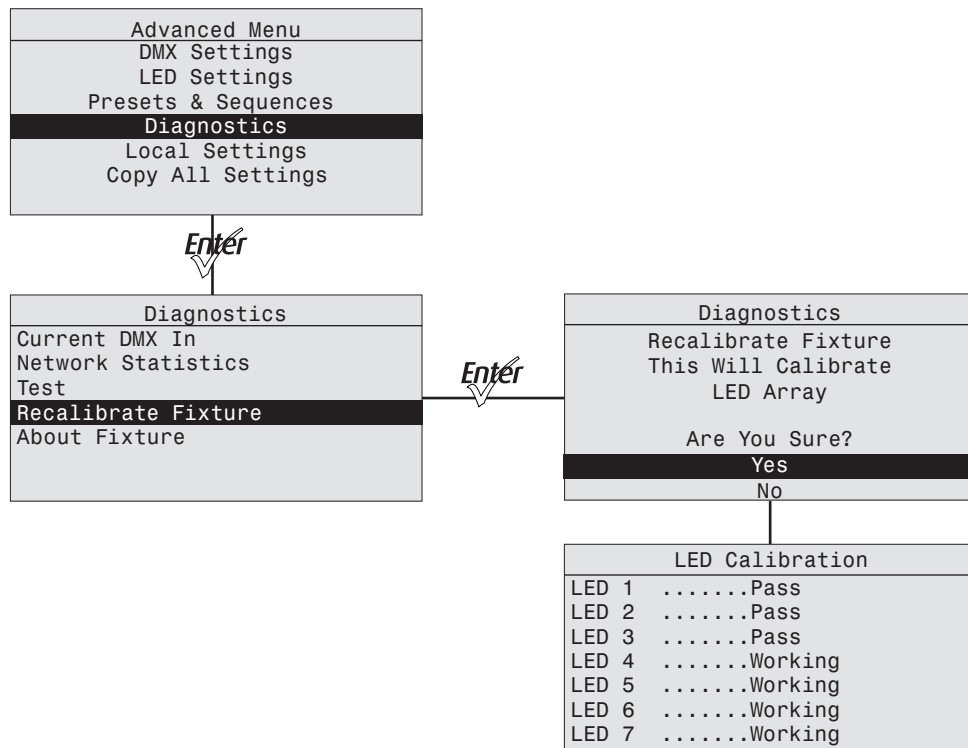 Advanced Menu
DMX Settings
LED Settings
Presets & Sequences
Diagnostics
Local Settings
Copy All Settings
Enter
Diagnostics
Current DMX In
Network Statistics
Test
Recalibrate Fixture
About Fixture
Enter
Diagnostics
Recalibrate Fixture
This Will Calibrate
LED Array
Are You Sure?
Yes
No
LED Calibration
LED 1 .......Pass
LED 2 .......Pass
LED 3 .......Pass
LED 4 .......Working
LED 5 .......Working
LED 6 .......Working
LED 7 .......Working